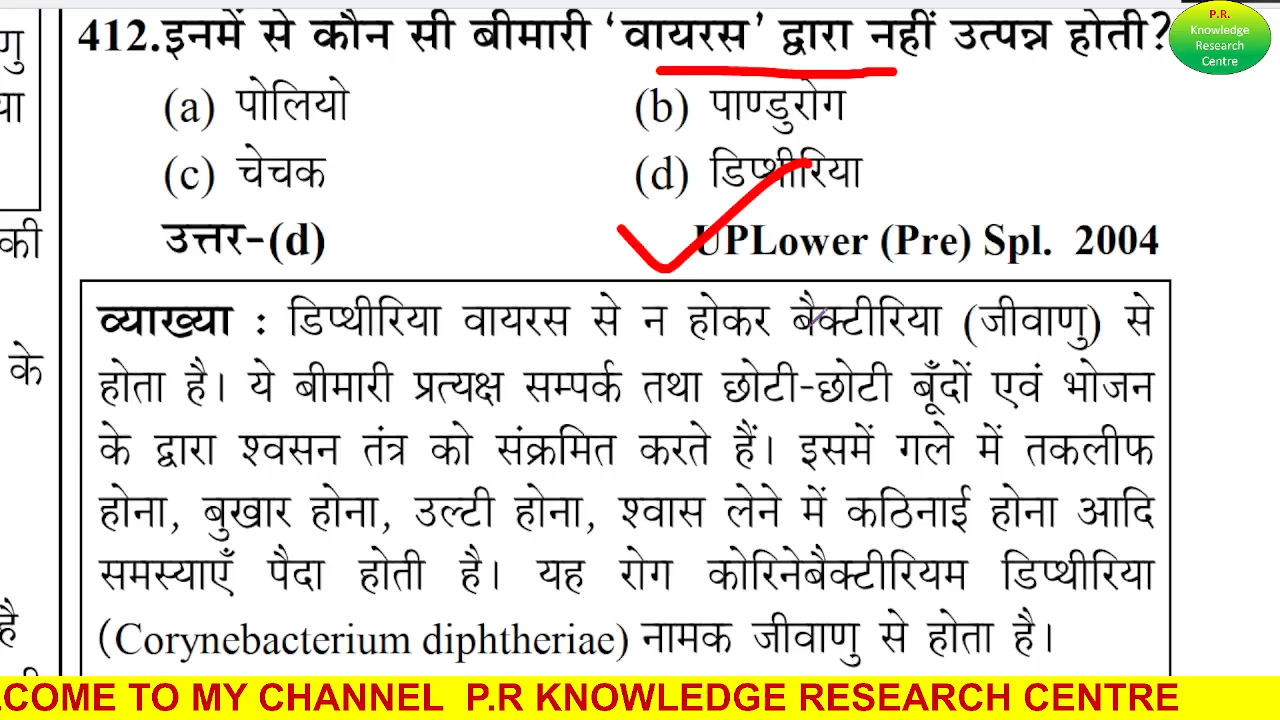 412.इनमें से कौन सी बीमारी ‘वायरस’ द्वारा नहीं उत्पन्न होती?
P.R.
Knowledge
Research
Centre
णु
या
(a) पोलियो (b) पाण्डुरोग
(c) चेचक (d) डिप्थीरिया
की
उत्तर-(d) UPLower (Pre) Spl. 2004
व्याख्या : डिप्थीरिया वायरस से न होकर बैक्टीरिया (जीवाणु) से
के
होता है। ये बीमारी प्रत्यक्ष सम्पर्क तथा छोटी-छोटी बूँदों एवं भोजन
के द्वारा श्वसन तंत्र को संक्रमित करते हैं। इसमें गले में तकलीफ
होना, बुखार होना, उल्टी होना, श्वास लेने में कठिनाई होना आदि
समस्याएँ पैदा होती है। यह रोग कोरिनेबैक्टीरियम डिप्थीरिया
है
(Corynebacterium diphtheriae) नामक जीवाणु से होता है।
COME TO MY CHANNEL P.R KNOWLEDGE RESEARCH CENTRE